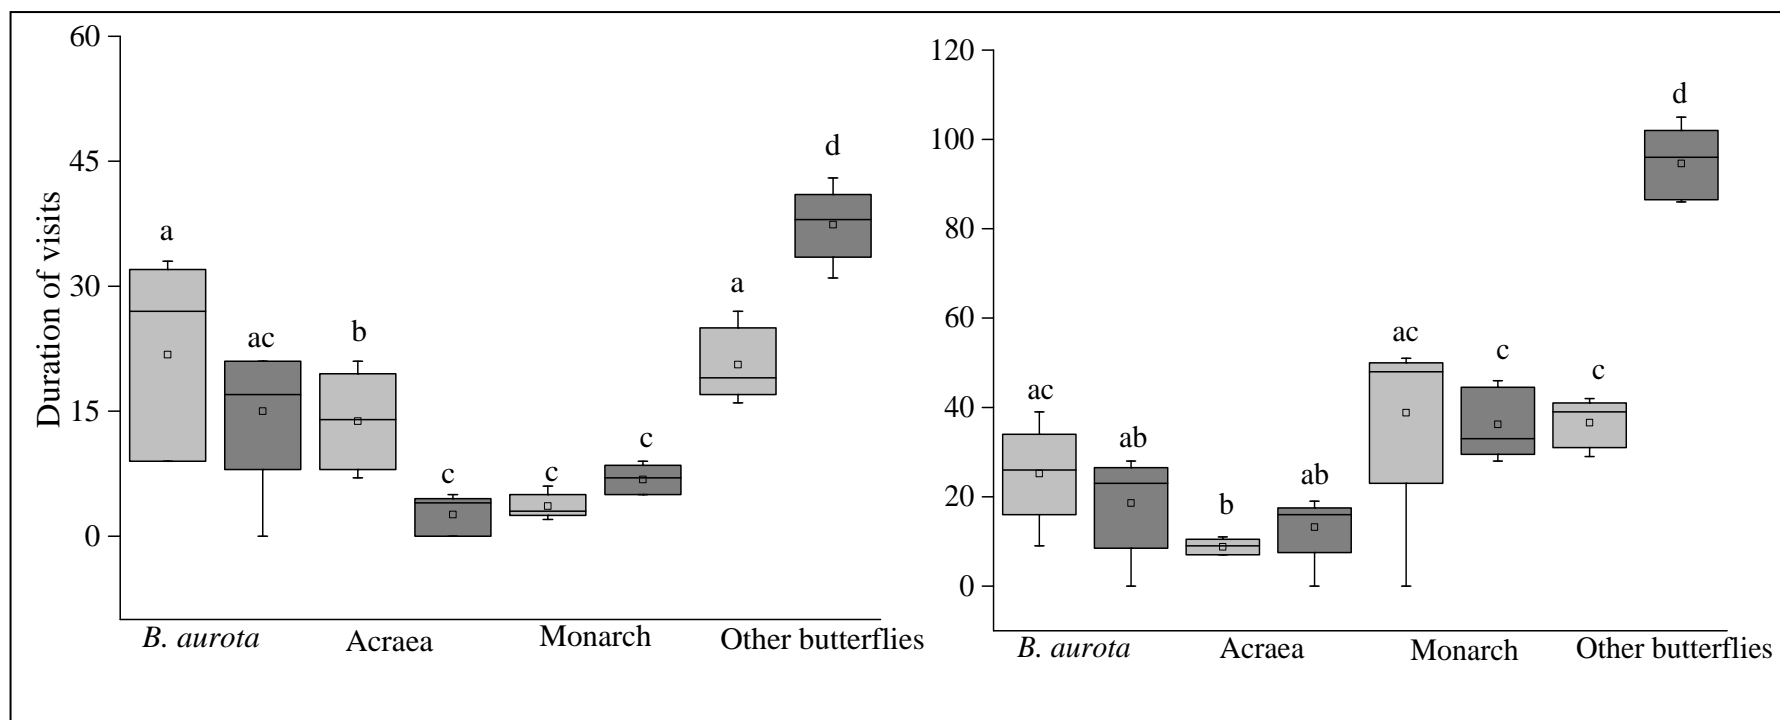 Duration of visits
60
45
30
15
0
a
ac
b
c
c
c
a
d
B. aurota
Acraea
Monarch
Other butterflies
120
100
80
60
40
20
0
ac
ab
b
ab
ac
c
c
d
B. aurota
Acraea
Monarch
Other butterflies